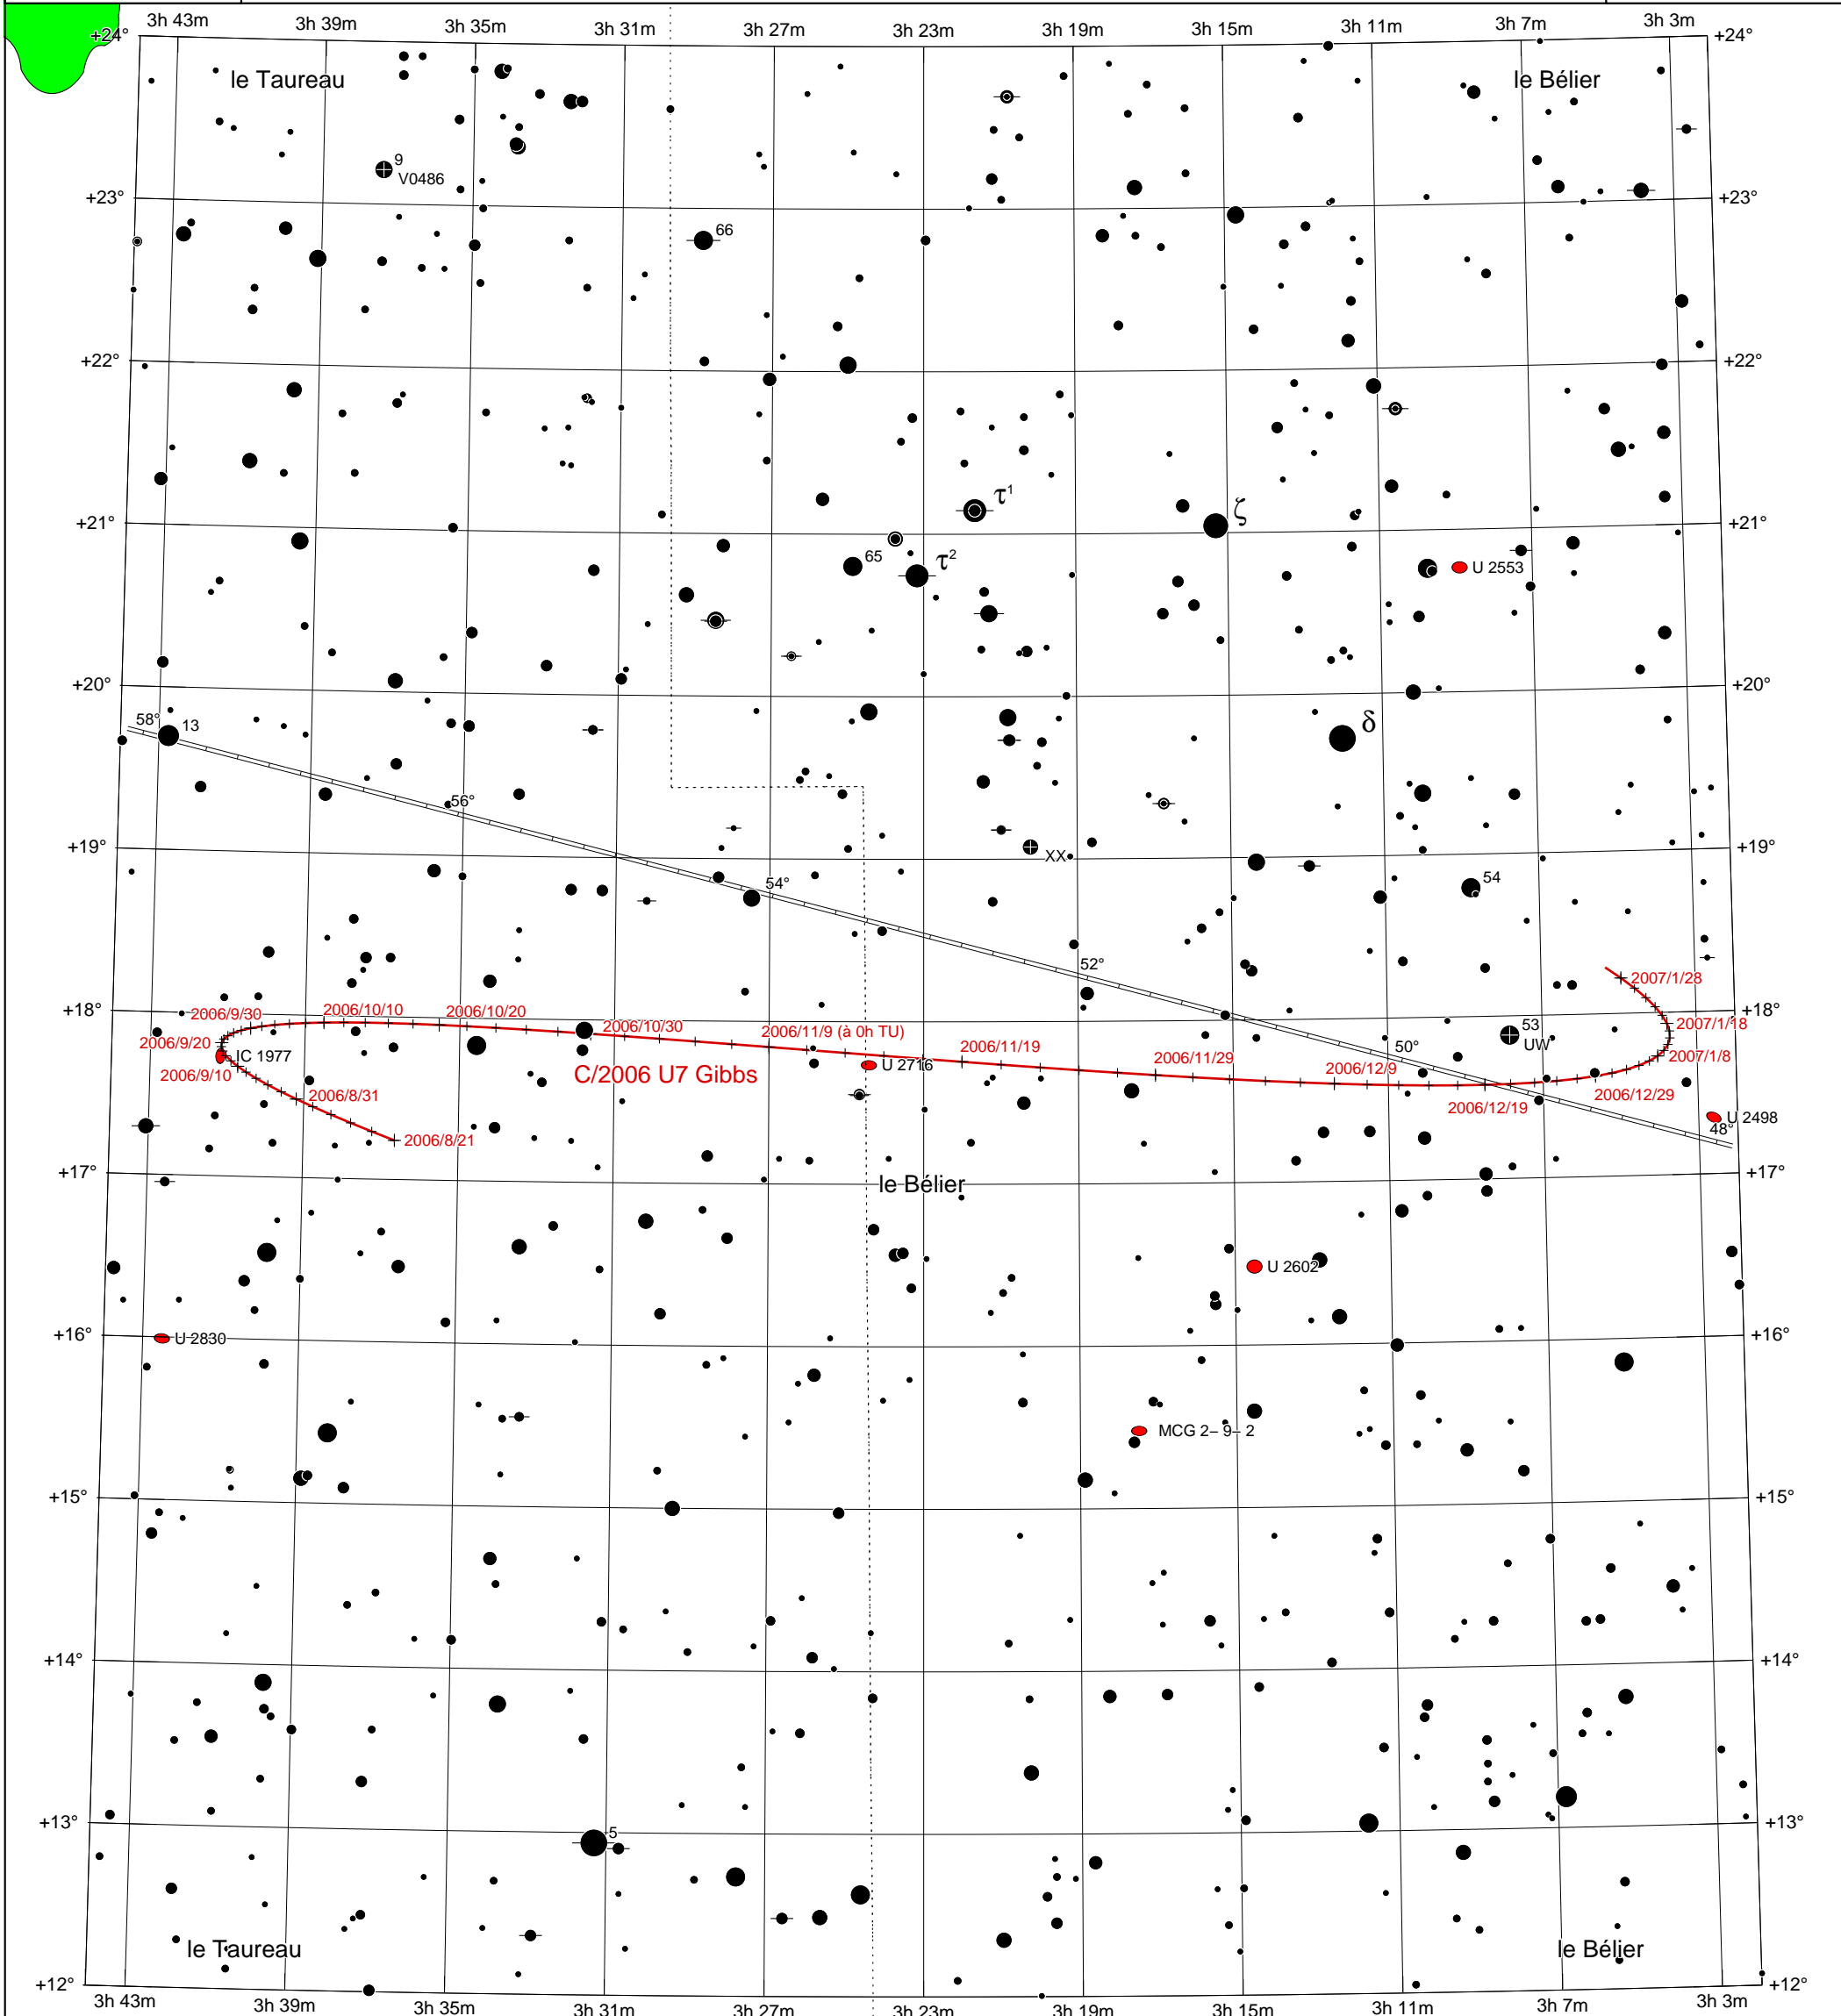 3h 43m 3h 39m 3h 35m 3h 31m 3h 27m 3h 23m 3h 19m 3h 15m 3h 11m 3h 7m 3h 3m
+24° +24°
le Taureau le Bélier
9
V0486
+23° +23°
66
+22° +22°
τ1
ζ
+21° +21°
65 τ2
U 2553
+20° +20°
58° 13 δ
56°
+19° XX +19°
54° 54
52°
2007/1/28
+18° 2006/9/30 2006/10/10 2006/10/20 +18°
2006/10/30 2006/11/9 (à 0h TU) 53 2007/1/18
2006/9/20 2006/11/19 UW
IC 1977 2006/11/29 50° 2007/1/8
2006/9/10 C/2006 U7 Gibbs U 2716 2006/12/9
2006/8/31 2006/12/19 2006/12/29
U 2498
2006/8/21 48°
+17° le Bélier +17°
U 2602
+16° U 2830 +16°
MCG 2– 9– 2
+15° +15°
+14° +14°
+13° 5 +13°
le Taureau le Bélier
+12° +12°
3h 43m 3h 39m 3h 35m 3h 31m 3h 27m 3h 23m 3h 19m 3h 15m 3h 11m 3h 7m 3h 3m